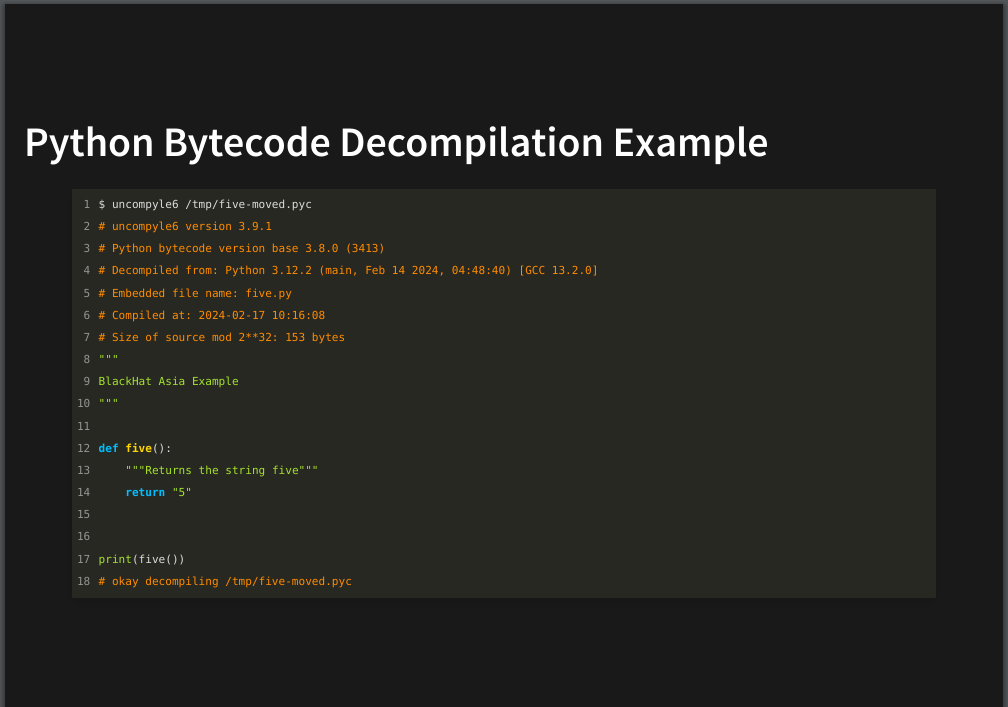 Python Bytecode Decompilation Example
1 $ uncompyle6 /tmp/five-moved.pyc
2 # uncompyle6 version 3.9.1
3 # Python bytecode version base 3.8.0 (3413)
4 # Decompiled from: Python 3.12.2 (main, Feb 14 2024, 04:48:40) [GCC 13.2.0]
5 # Embedded file name: five.py
6 # Compiled at: 2024-02-17 10:16:08
7 # Size of source mod 2**32: 153 bytes
8 """
9 BlackHat Asia Example
10 """
11
12 def five():
13     """Returns the string five"""
14     return "5"
15
16
17 print(five())
18 # okay decompiling /tmp/five-moved.pyc